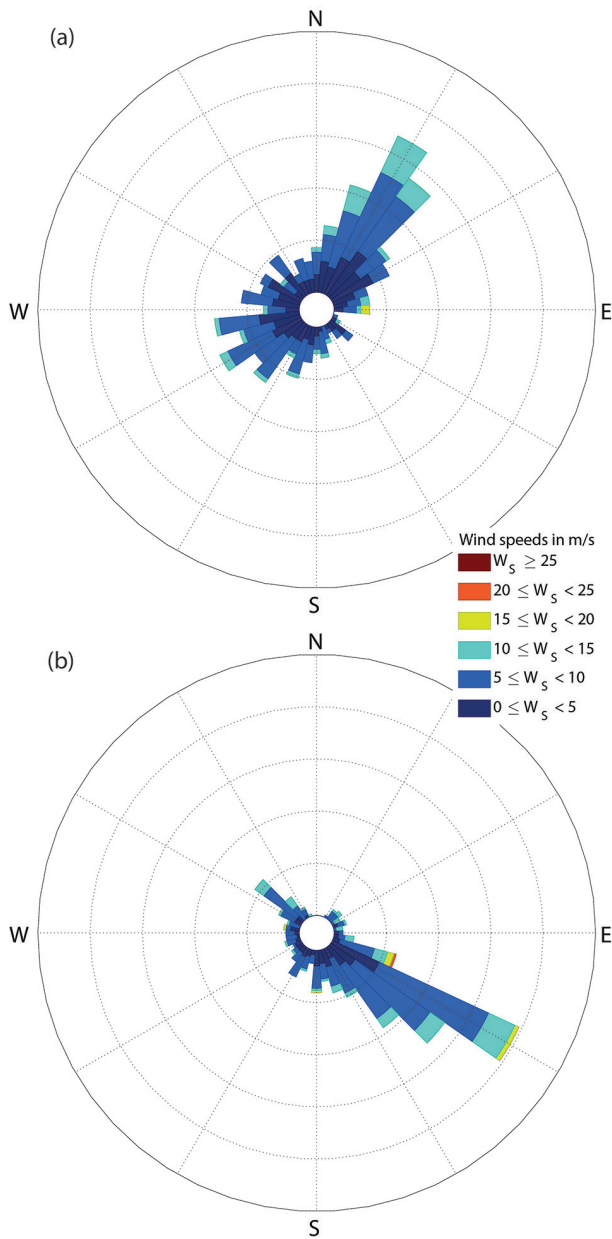 (a)
N
W
E
S
Wind speeds in m/s
W_S ≥ 25
20 ≤ W_S < 25
15 ≤ W_S < 20
10 ≤ W_S < 15
5 ≤ W_S < 10
0 ≤ W_S < 5
(b)
N
W
E
S